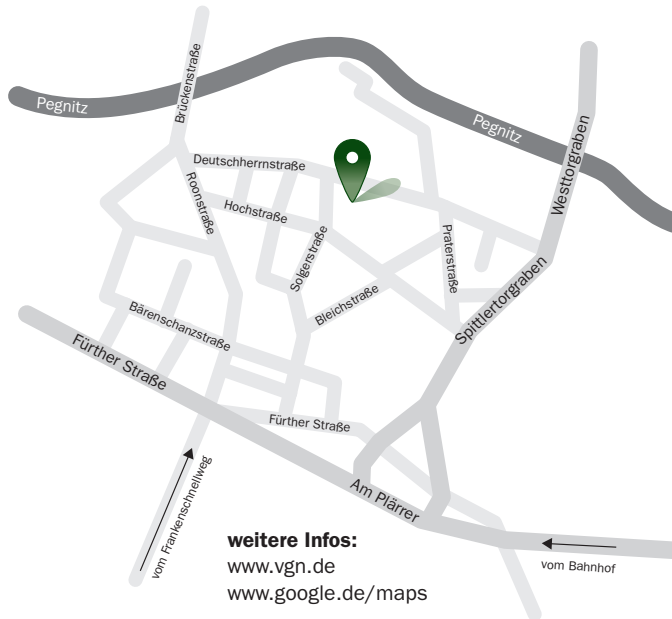 Pegnitz
Brückenstraße
Pegnitz
Westtorgraben
Deutschherrnstraße
Roonstraße
Hochstraße
Solgerstraße
Praterstraße
Bleichstraße
Spittlertorgraben
Bärenschanzstraße
Fürther Straße
Fürther Straße
Am Plärrer
vom Frankenschnellweg
vom Bahnhof
weitere Infos:
www.vgn.de
www.google.de/maps